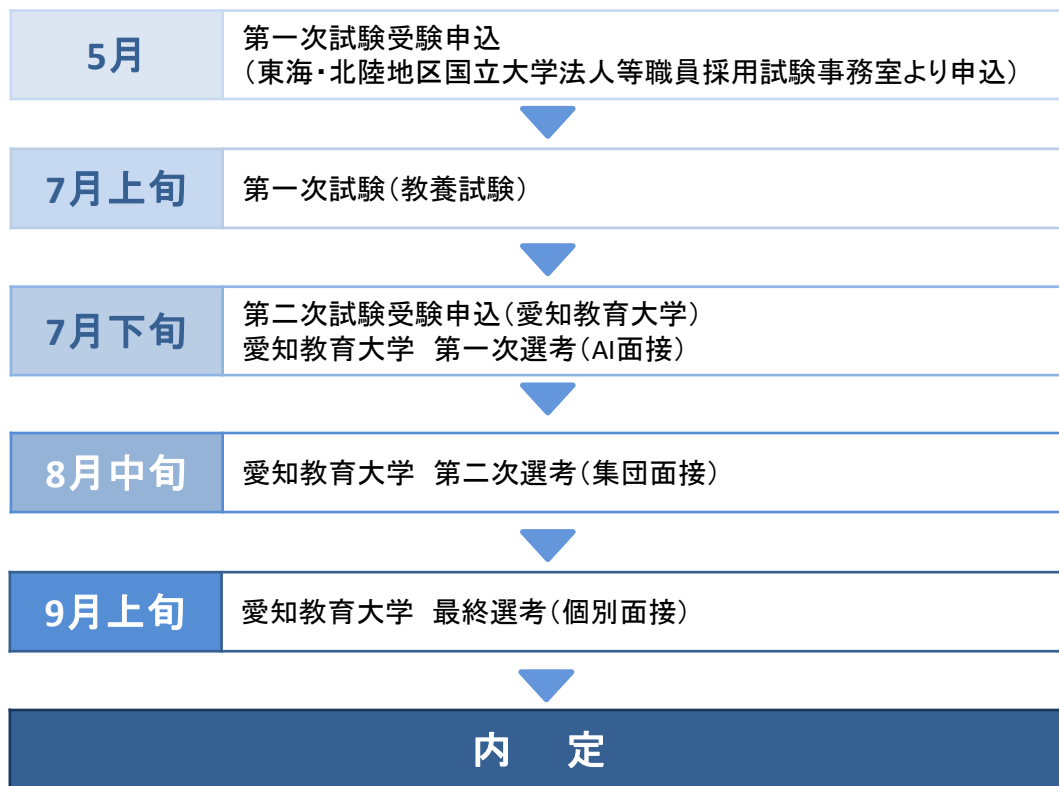 5月
第一次試験受験申込
（東海・北陸地区国立大学法人等職員採用試験事務室より申込）
7月上旬
第一次試験（教養試験）
7月下旬
第二次試験受験申込（愛知教育大学）
愛知教育大学　第一次選考（AI面接）
8月中旬
愛知教育大学　第二次選考（集団面接）
9月上旬
愛知教育大学　最終選考（個別面接）
内　定